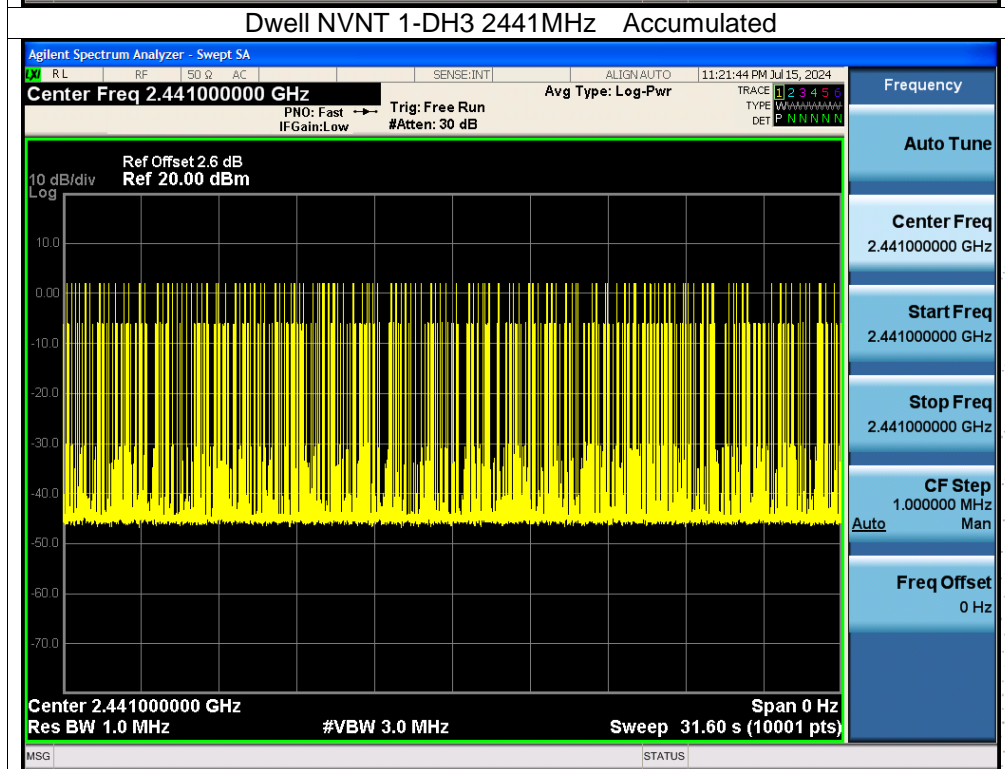 Dwell NVNT 1-DH3 2441MHz Accumulated
Agilent Spectrum Analyzer - Swept SA
LXI RL RF 50 Ω AC SENSE:INT ALIGN AUTO 11:21:44 PM Jul 15, 2024
Center Freq 2.441000000 GHz
PNO: Fast
IFGain:Low
Trig: Free Run
#Atten: 30 dB
Avg Type: Log-Pwr
TRACE 1 2 3 4 5 6
TYPE
DET P N N N N N
Ref Offset 2.6 dB
Ref 20.00 dBm
10 dB/div
Log
10.0
0.00
-10.0
-20.0
-30.0
-40.0
-50.0
-60.0
-70.0
Center 2.441000000 GHz
Span 0 Hz
Res BW 1.0 MHz
#VBW 3.0 MHz
Sweep 31.60 s (10001 pts)
MSG
STATUS
Frequency
Auto Tune
Center Freq
2.441000000 GHz
Start Freq
2.441000000 GHz
Stop Freq
2.441000000 GHz
CF Step
1.000000 MHz
Auto Man
Freq Offset
0 Hz